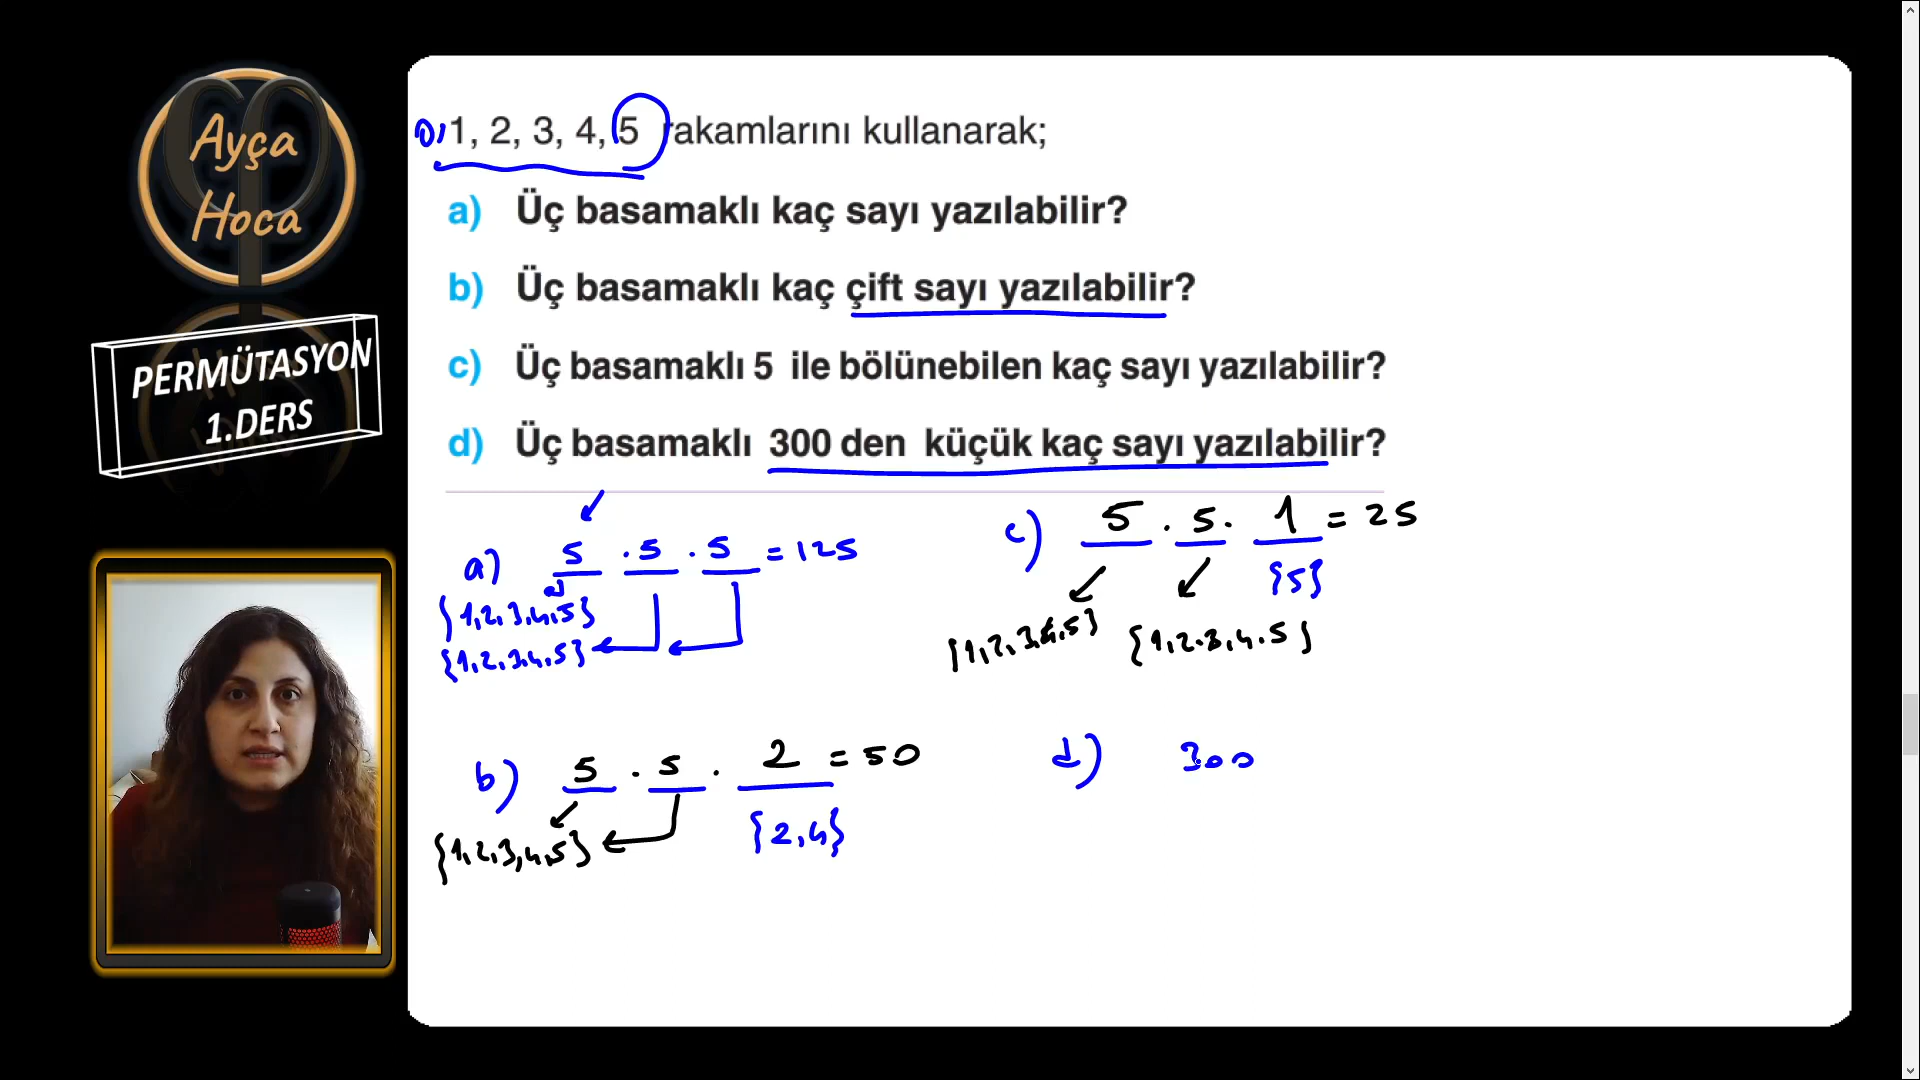 Ayça
Hoca
PERMÜTASYON
1.DERS
0, 1, 2, 3, 4, 5 rakamlarını kullanarak;
a) Üç basamaklı kaç sayı yazılabilir?
b) Üç basamaklı kaç çift sayı yazılabilir?
c) Üç basamaklı 5 ile bölünebilen kaç sayı yazılabilir?
d) Üç basamaklı 300 den küçük kaç sayı yazılabilir?
a) 5 . 5 . 5 = 125
{1,2,3,4,5}
{1,2,3,4,5}
b) 5 . 5 . 2 = 50
{1,2,3,4,5} {2,4}
c) 5 . 5 . 1 = 25
{5}
{1,2,3,4,5} {1,2,3,4,5}
d) 300